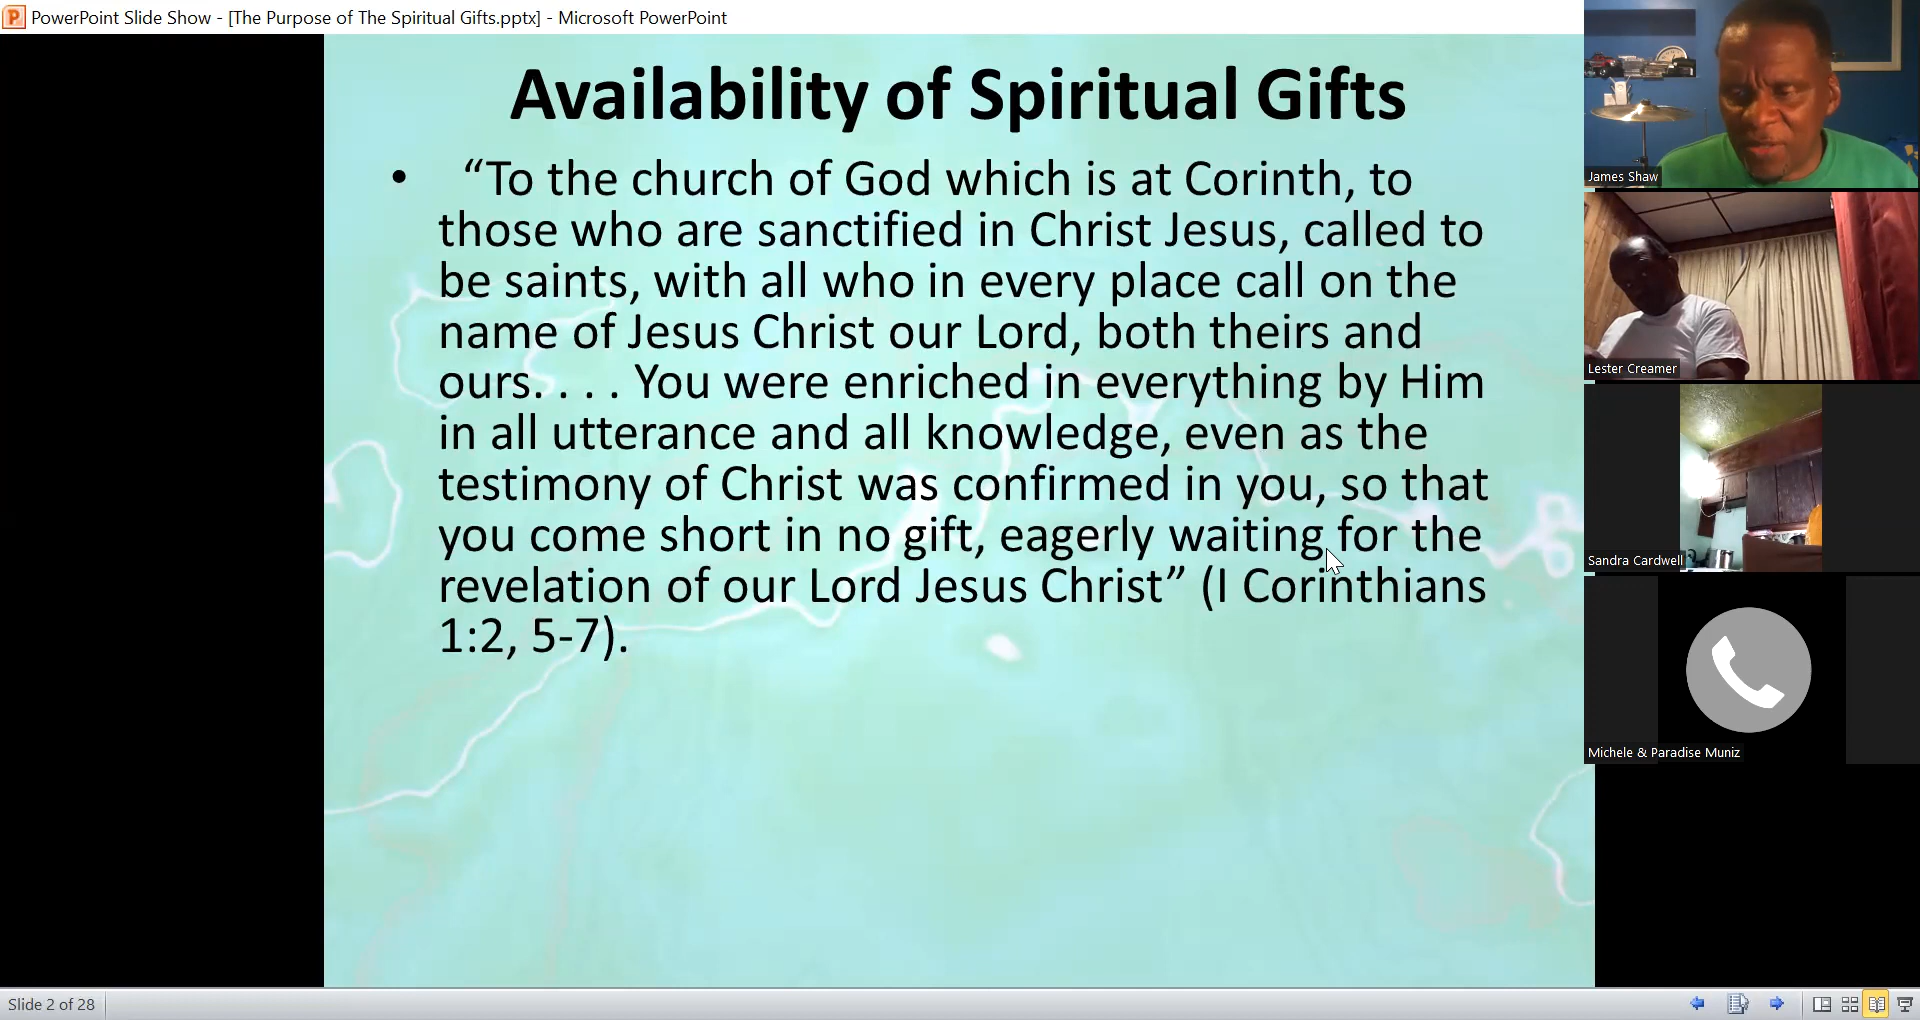 PowerPoint Slide Show - [The Purpose of The Spiritual Gifts.pptx] - Microsoft PowerPoint
Availability of Spiritual Gifts
• “To the church of God which is at Corinth, to
those who are sanctified in Christ Jesus, called to
be saints, with all who in every place call on the
name of Jesus Christ our Lord, both theirs and
ours. . . . You were enriched in everything by Him
in all utterance and all knowledge, even as the
testimony of Christ was confirmed in you, so that
you come short in no gift, eagerly waiting for the
revelation of our Lord Jesus Christ” (I Corinthians
1:2, 5-7).
James Shaw
Lester Creamer
Sandra Cardwell
Michele & Paradise Muniz
Slide 2 of 28